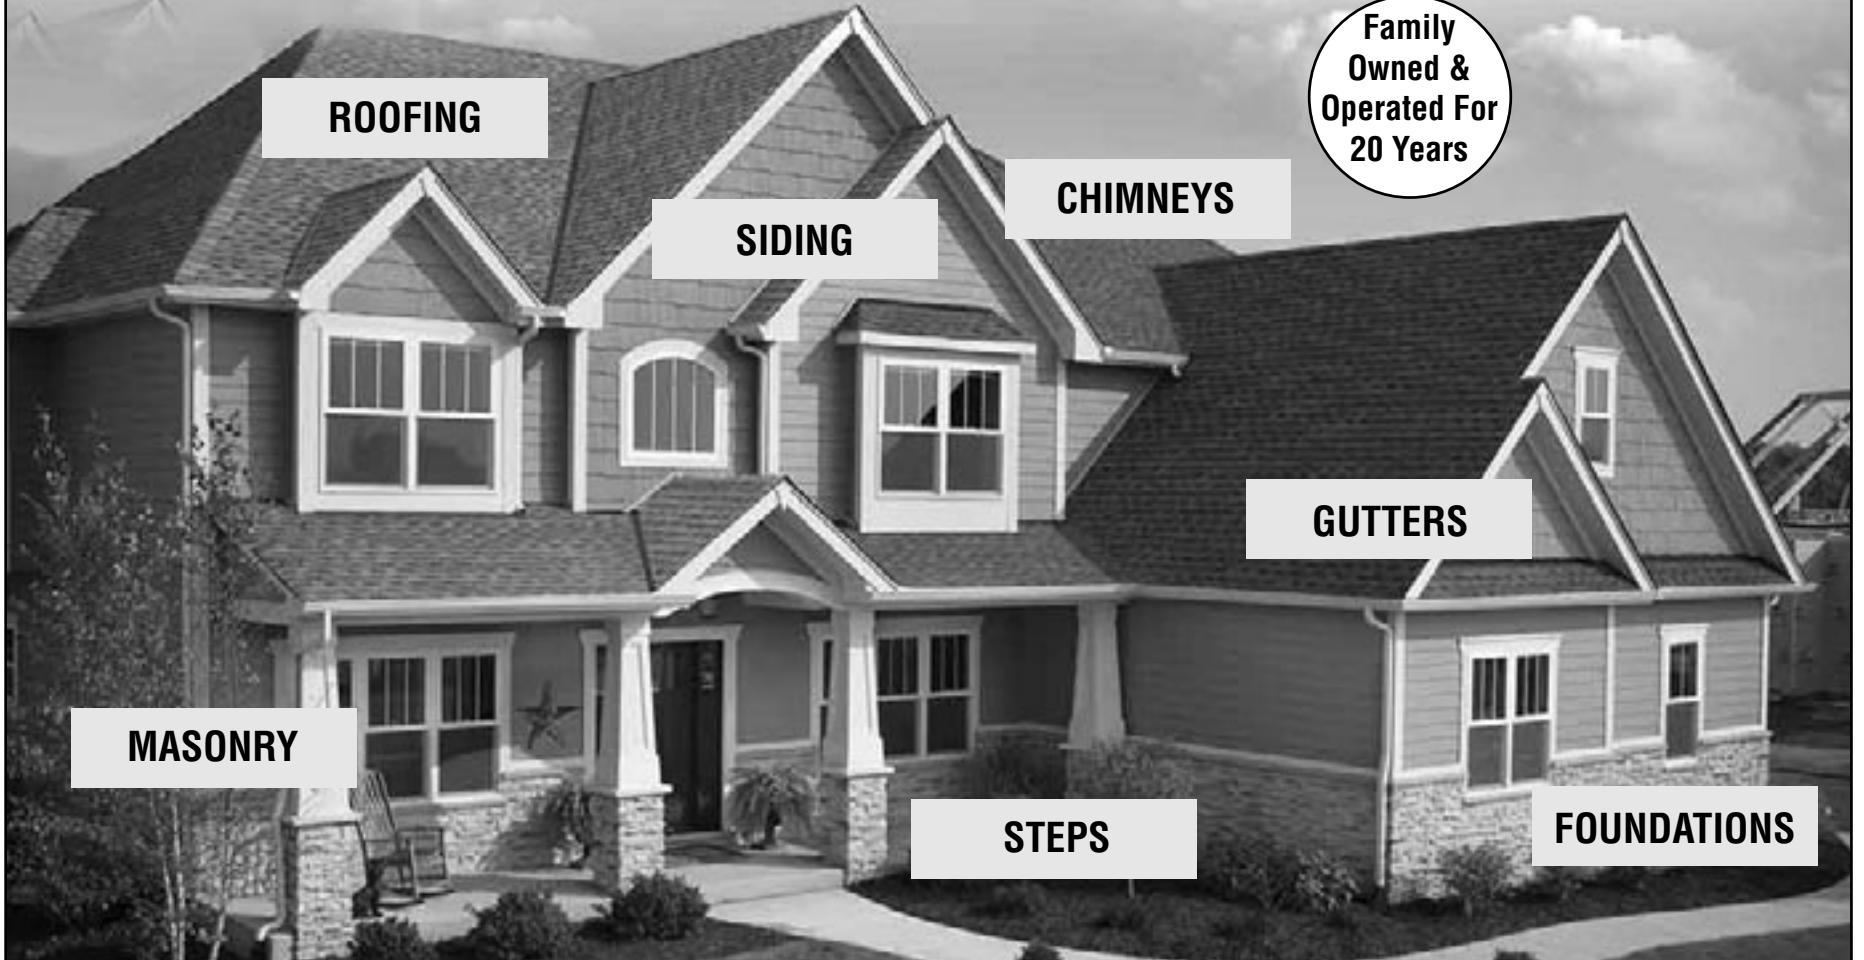 Family
Owned &
Operated For
20 Years
ROOFING
CHIMNEYS
SIDING
GUTTERS
MASONRY
STEPS
FOUNDATIONS